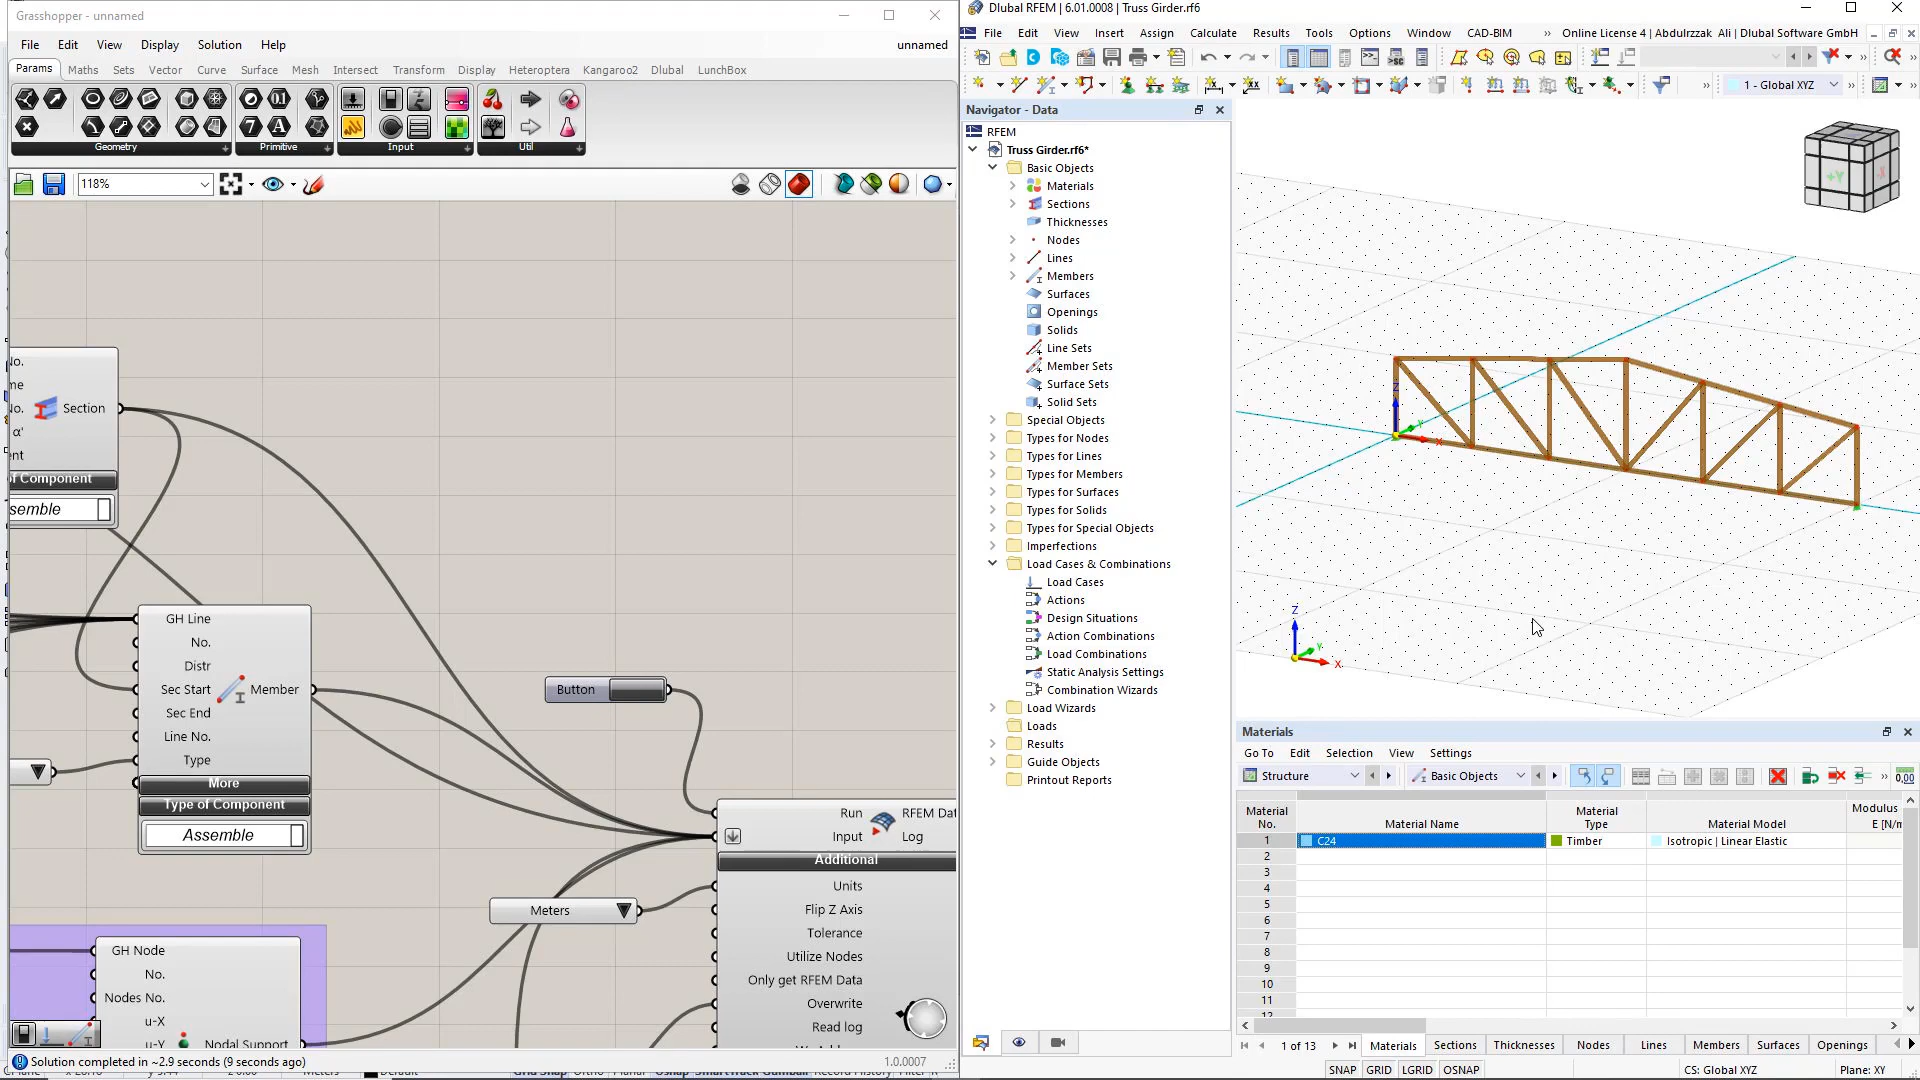 Grasshopper - unnamed
File Edit View Display Solution Help
unnamed
Params Maths Sets Vector Curve Surface Mesh Intersect Transform Display Heteroptera Kangaroo2 Dlubal LunchBox
Geometry
Primitive
Input
Util
118%
No.
Section
α'
Assemble
GH Line
No.
Distr
Sec Start
Member
Sec End
Line No.
Type
More
Type of Component
Assemble
Button
Run
Input
Log
Additional
Meters
Units
Flip Z Axis
Tolerance
Utilize Nodes
Only get RFEM Data
Overwrite
Read log
GH Node
No.
Nodes No.
u-X
u-Y
Nodal Support
Solution completed in ~2.9 seconds (9 seconds ago)
1.0.0007
Dlubal RFEM | 6.01.0008 | Truss Girder.rf6
File Edit View Insert Assign Calculate Results Tools Options Window CAD-BIM
Online License 4 | Abdulrzzak Ali | Dlubal Software GmbH
1 - Global XYZ
Navigator - Data
RFEM
Truss Girder.rf6*
Basic Objects
Materials
Sections
Thicknesses
Nodes
Lines
Members
Surfaces
Openings
Solids
Line Sets
Member Sets
Surface Sets
Solid Sets
Special Objects
Types for Nodes
Types for Lines
Types for Members
Types for Surfaces
Types for Solids
Types for Special Objects
Imperfections
Load Cases & Combinations
Load Cases
Actions
Design Situations
Action Combinations
Load Combinations
Static Analysis Settings
Combination Wizards
Load Wizards
Loads
Results
Guide Objects
Printout Reports
+Y
-X
Z
Y
X
Z
Y
X
Materials
Go To Edit Selection View Settings
Structure
Basic Objects
Material No.
Material Name
Material Type
Material Model
Modulus
1 C24 Timber Isotropic | Linear Elastic
2
3
4
5
6
7
8
9
10
11
12
1 of 13
Materials Sections Thicknesses Nodes Lines Members Surfaces Openings
SNAP GRID LGRID OSNAP
CS: Global XYZ
Plane: XY